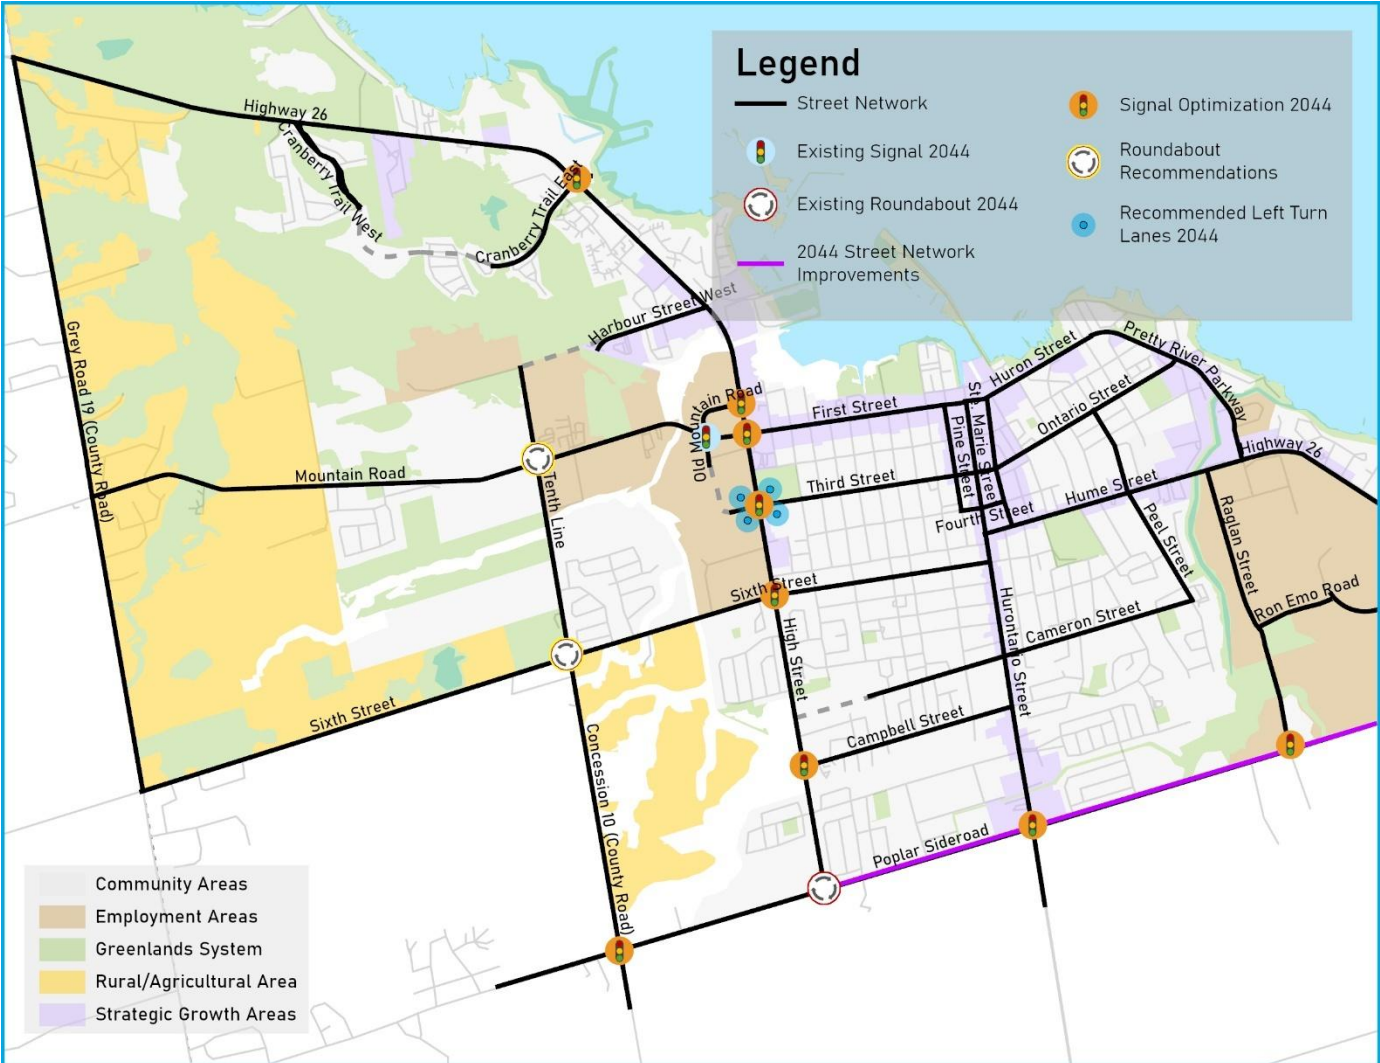 Legend
Street Network
Existing Signal 2044
Existing Roundabout 2044
2044 Street Network
Improvements
Signal Optimization 2044
Roundabout
Recommendations
Recommended Left Turn
Lanes 2044
Highway 26
Cranberry Trail West
Cranberry Trail East
Harbour Street West
Grey Road 19 (County Road)
Mountain Road
Old Mountain Road
Tenth Line
First Street
Huron Street
Pretty River Parkway
Ste. Marie Street
Pine Street
Ontario Street
Highway 26
Third Street
Fourth Street
Hume Street
Peel Street
Raglan Street
Ron Emo Road
Sixth Street
High Street
Hurontario Street
Cameron Street
Campbell Street
Sixth Street
Concession 10 (County Road)
Poplar Sideroad
Community Areas
Employment Areas
Greenlands System
Rural/Agricultural Area
Strategic Growth Areas